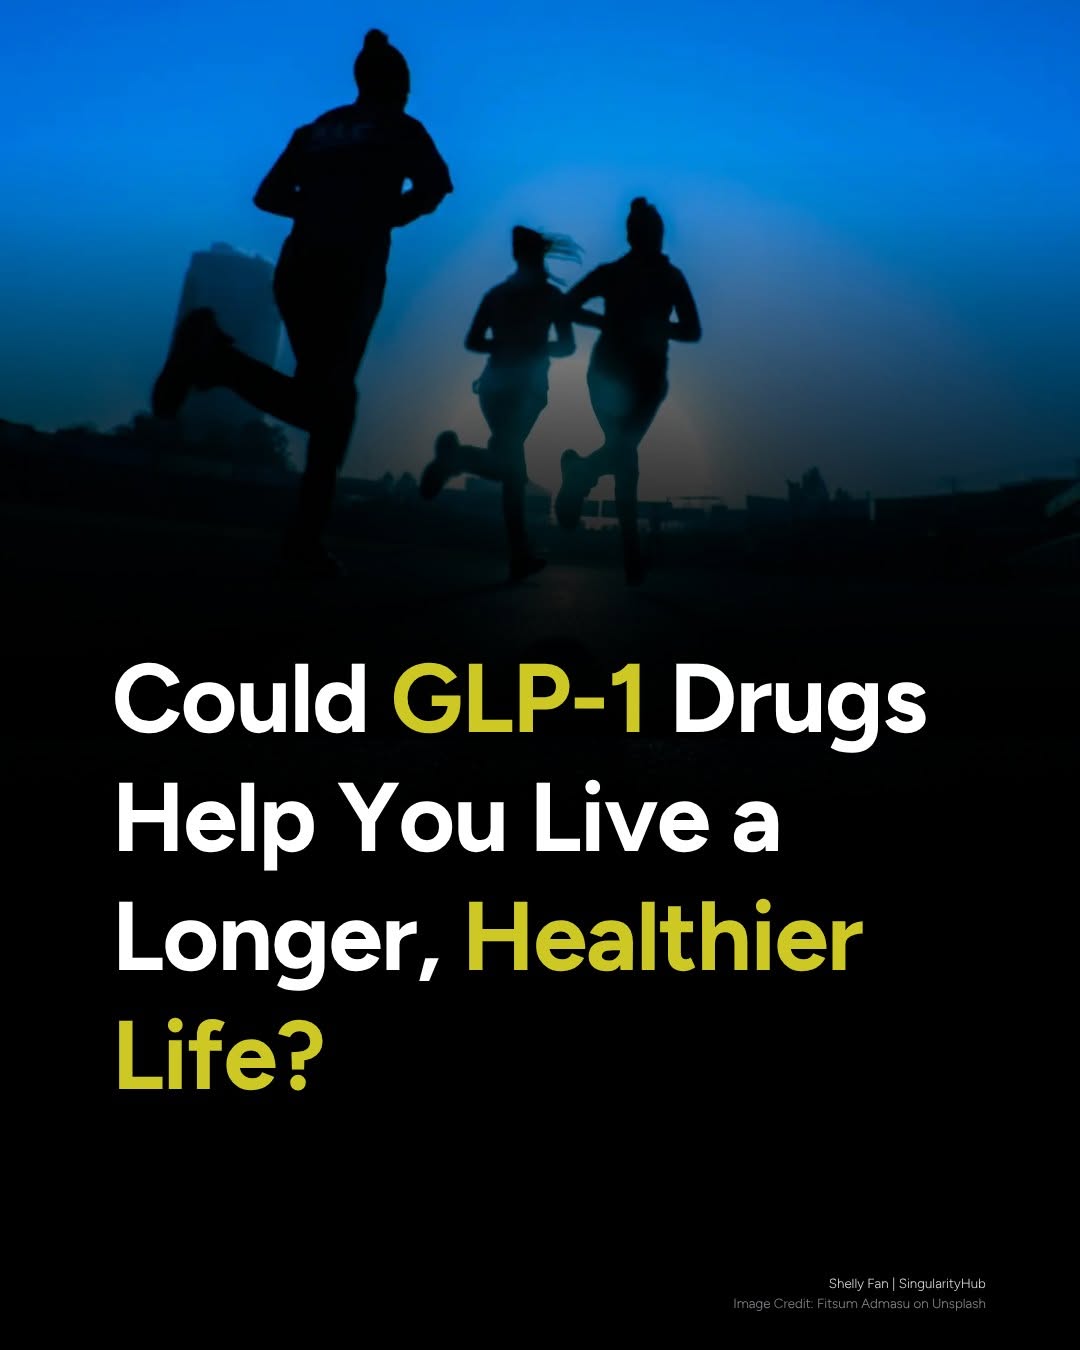 Could GLP-1 Drugs
Help You Live a
Longer, Healthier
Life?
Shelly Fan | SingularityHub
Image Credit: Fitsum Admasu on Unsplash